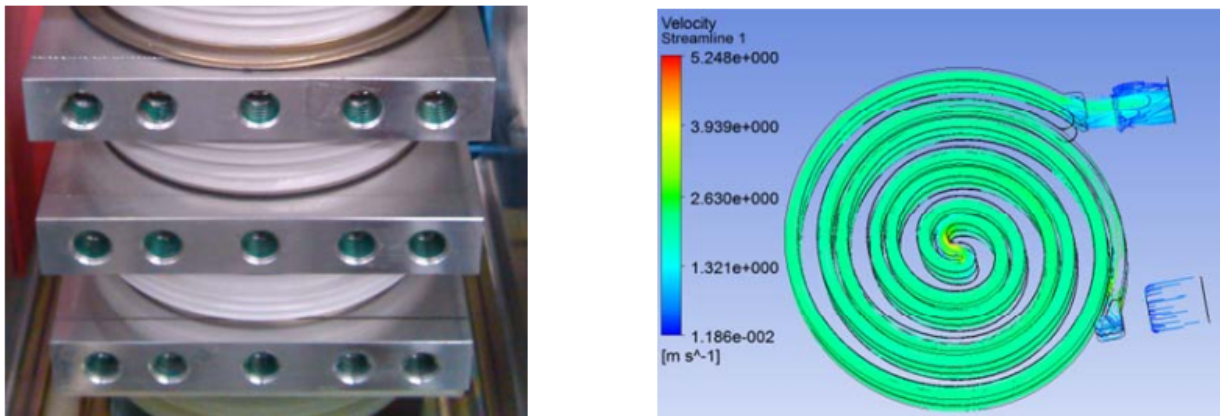 Velocity
Streamline 1
5.248e+000
3.939e+000
2.630e+000
1.321e+000
1.186e-002
[m s^-1]